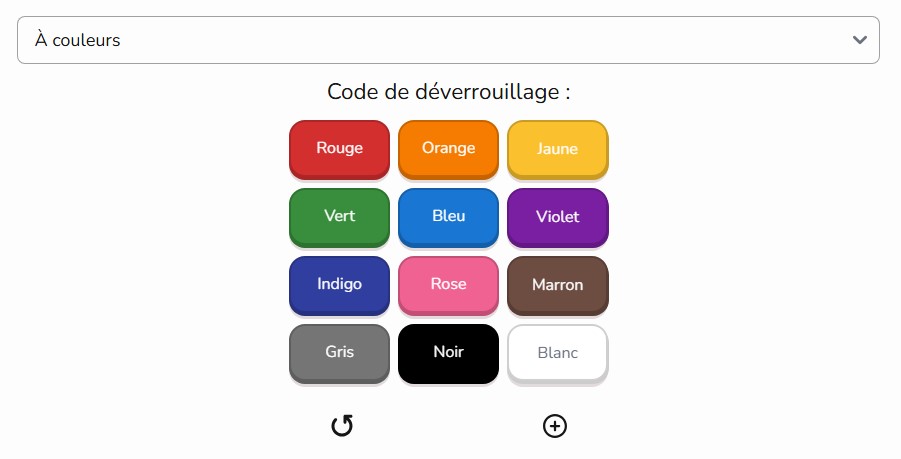 À couleurs
Code de déverrouillage :
Rouge Orange Jaune
Vert Bleu Violet
Indigo Rose Marron
Gris Noir Blanc